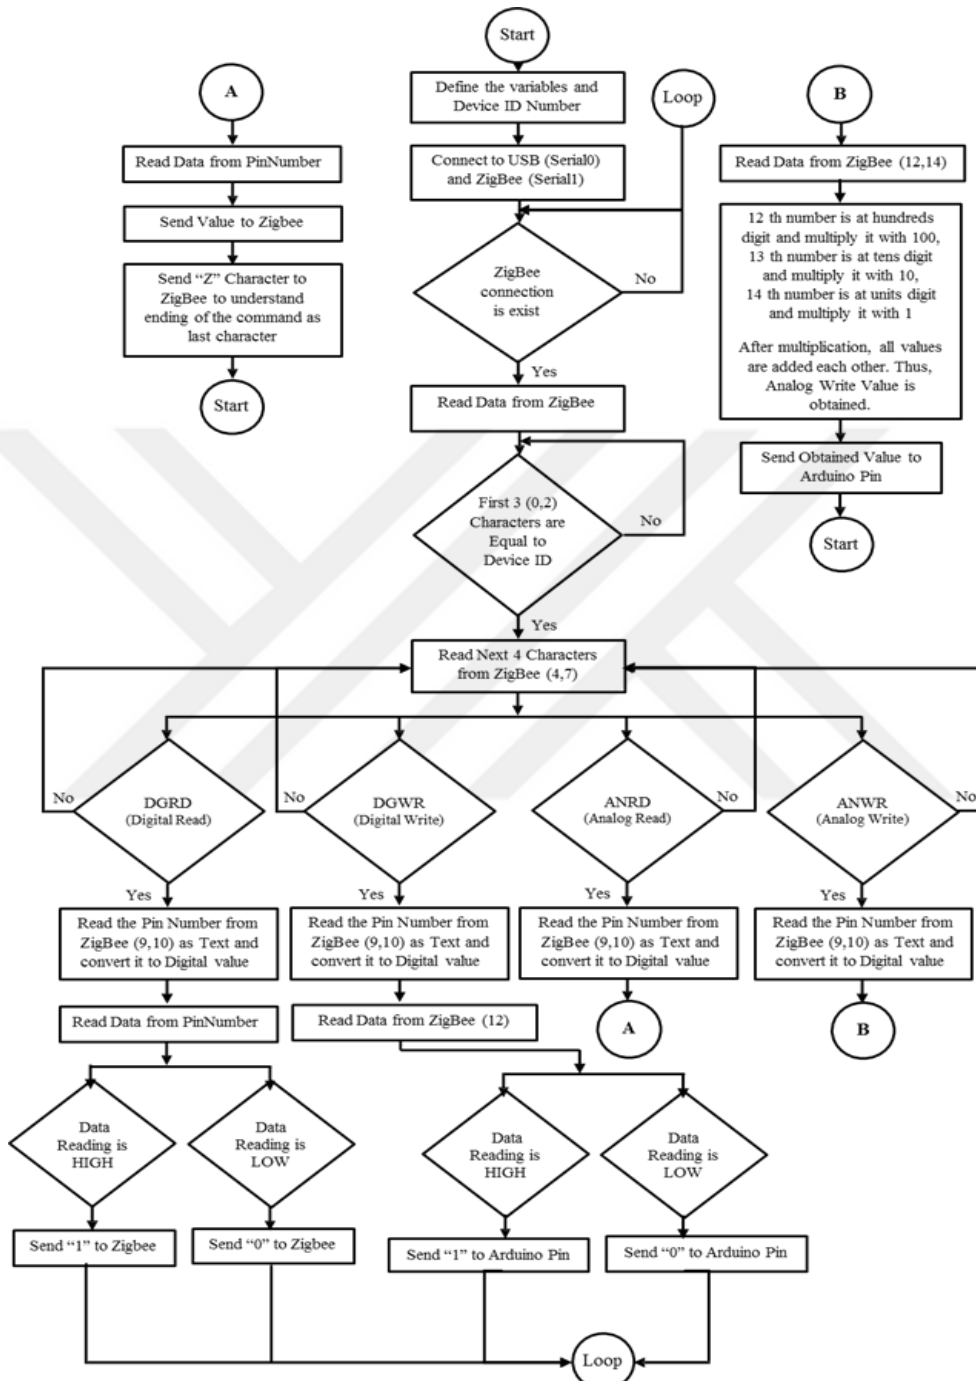 Start
Define the variables and
Device ID Number
Connect to USB (Serial0)
and ZigBee (Serial1)
Loop
ZigBee
connection
is exist
No
Yes
Read Data from ZigBee
First 3 (0,2)
Characters are
Equal to
Device ID
No
Yes
Read Next 4 Characters
from ZigBee (4,7)
A
Read Data from PinNumber
Send Value to Zigbee
Send “Z” Character to
ZigBee to understand
ending of the command as
last character
Start
B
Read Data from ZigBee (12,14)
12 th number is at hundreds
digit and multiply it with 100,
13 th number is at tens digit
and multiply it with 10,
14 th number is at units digit
and multiply it with 1
After multiplication, all values
are added each other. Thus,
Analog Write Value is
obtained.
Send Obtained Value to
Arduino Pin
Start
No
DGRD
(Digital Read)
Yes
Read the Pin Number from
ZigBee (9,10) as Text and
convert it to Digital value
Read Data from PinNumber
Data
Reading is
HIGH
Send “1” to Zigbee
Data
Reading is
LOW
Send “0” to Zigbee
No
DGWR
(Digital Write)
Yes
Read the Pin Number from
ZigBee (9,10) as Text and
convert it to Digital value
Read Data from ZigBee (12)
Data
Reading is
HIGH
Send “1” to Arduino Pin
Data
Reading is
LOW
Send “0” to Arduino Pin
ANRD
(Analog Read)
No
Yes
Read the Pin Number from
ZigBee (9,10) as Text and
convert it to Digital value
A
ANWR
(Analog Write)
No
Yes
Read the Pin Number from
ZigBee (9,10) as Text and
convert it to Digital value
B
Loop